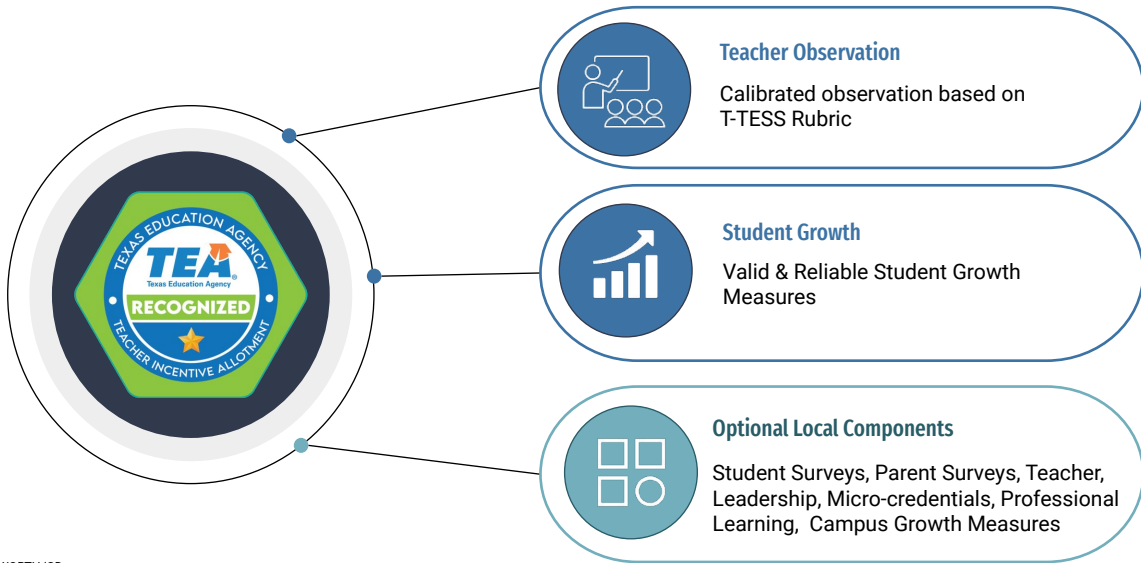 TEXAS EDUCATION AGENCY
TEA
Texas Education Agency
RECOGNIZED
TEACHER INCENTIVE ALLOTMENT
Teacher Observation
Calibrated observation based on
T-TESS Rubric
Student Growth
Valid & Reliable Student Growth
Measures
Optional Local Components
Student Surveys, Parent Surveys, Teacher,
Leadership, Micro-credentials, Professional
Learning, Campus Growth Measures